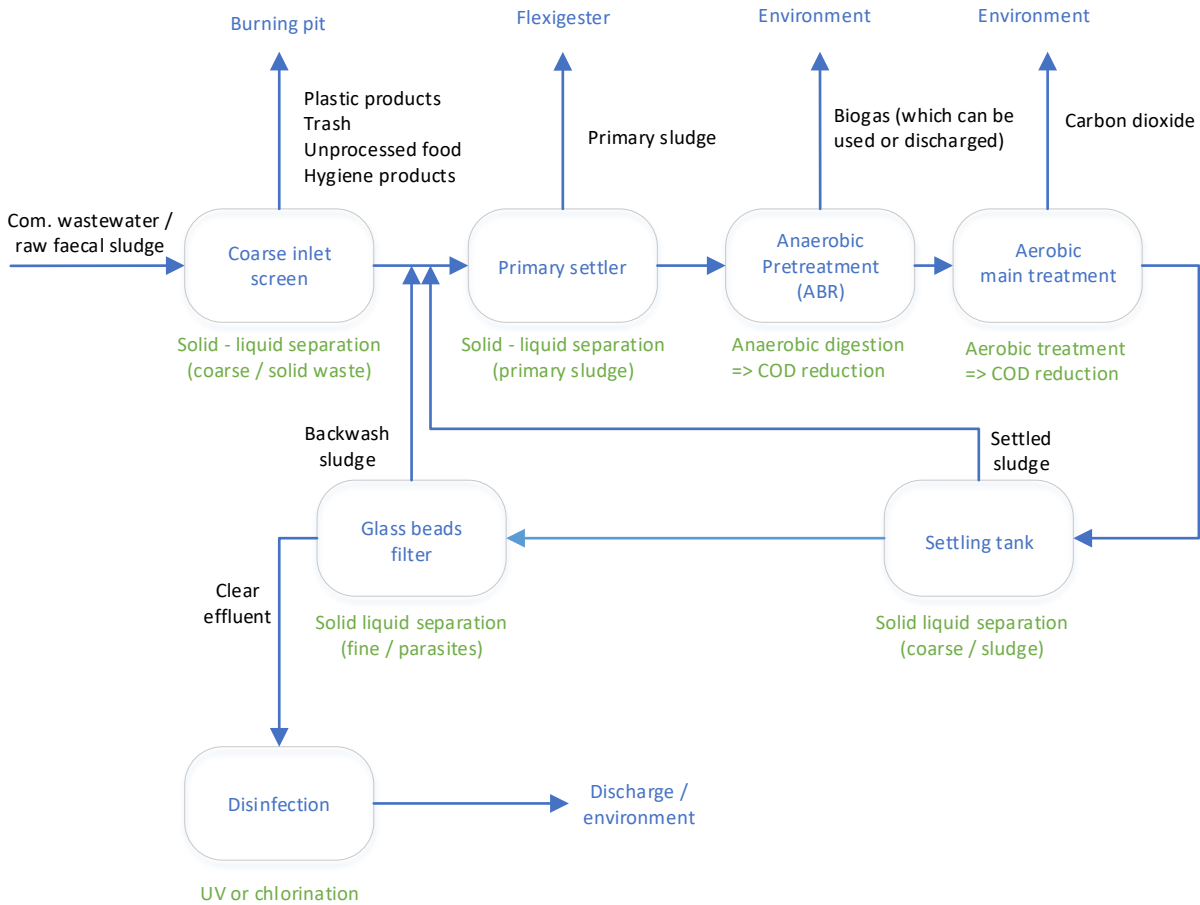 Burning pit
Flexigester
Environment
Environment
Plastic products
Trash
Unprocessed food
Hygiene products
Primary sludge
Biogas (which can be
used or discharged)
Carbon dioxide
Com. wastewater /
raw faecal sludge
Coarse inlet
screen
Primary settler
Anaerobic
Pretreatment
(ABR)
Aerobic
main treatment
Solid - liquid separation
(coarse / solid waste)
Solid - liquid separation
(primary sludge)
Anaerobic digestion
=> COD reduction
Aerobic treatment
=> COD reduction
Backwash
sludge
Settled
sludge
Glass beads
filter
Settling tank
Clear
effluent
Solid liquid separation
(fine / parasites)
Solid liquid separation
(coarse / sludge)
Disinfection
Discharge /
environment
UV or chlorination